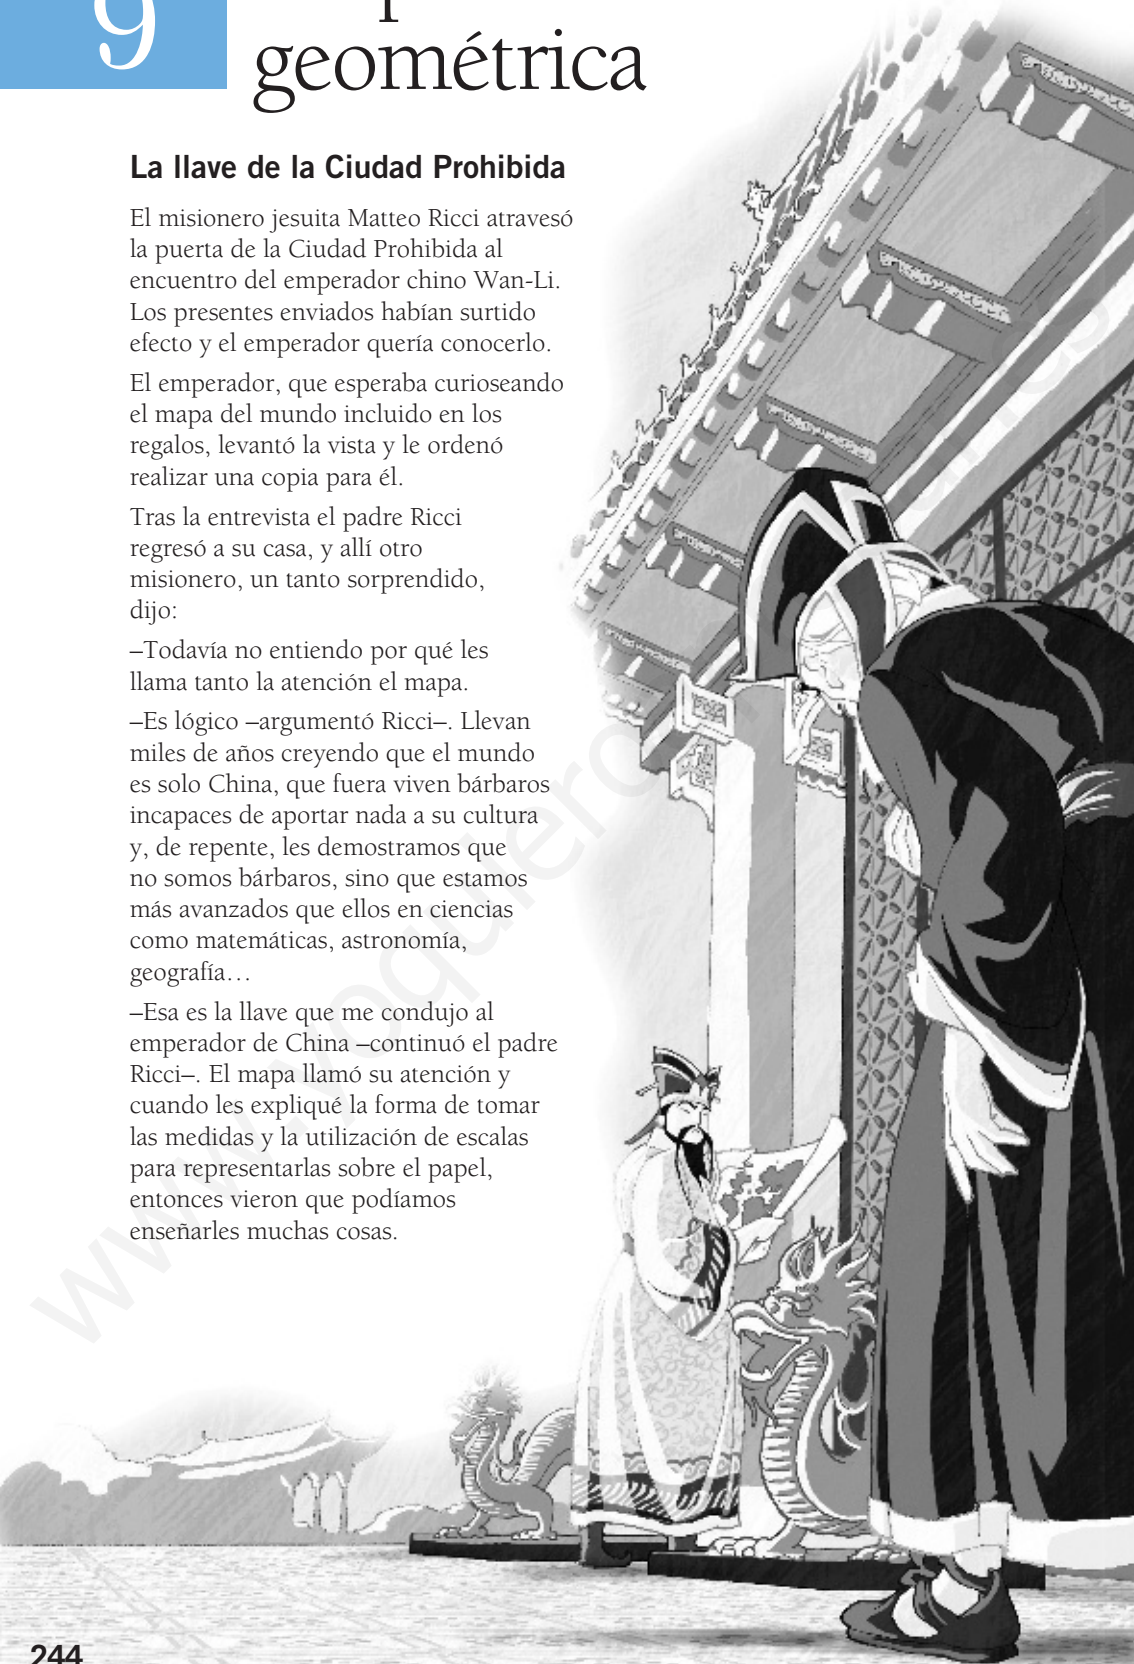 9
geométrica
La llave de la Ciudad Prohibida
El misionero jesuita Matteo Ricci atravesó
la puerta de la Ciudad Prohibida al
encuentro del emperador chino Wan-Li.
Los presentes enviados habían surtido
efecto y el emperador quería conocerlo.
El emperador, que esperaba curioseando
el mapa del mundo incluido en los
regalos, levantó la vista y le ordenó
realizar una copia para él.
Tras la entrevista el padre Ricci
regresó a su casa, y allí otro
misionero, un tanto sorprendido,
dijo:
–Todavía no entiendo por qué les
llama tanto la atención el mapa.
–Es lógico –argumentó Ricci–. Llevan
miles de años creyendo que el mundo
es solo China, que fuera viven bárbaros
incapaces de aportar nada a su cultura
y, de repente, les demostramos que
no somos bárbaros, sino que estamos
más avanzados que ellos en ciencias
como matemáticas, astronomía,
geografía…
–Esa es la llave que me condujo al
emperador de China –continuó el padre
Ricci–. El mapa llamó su atención y
cuando les expliqué la forma de tomar
las medidas y la utilización de escalas
para representarlas sobre el papel,
entonces vieron que podíamos
enseñarles muchas cosas.
244